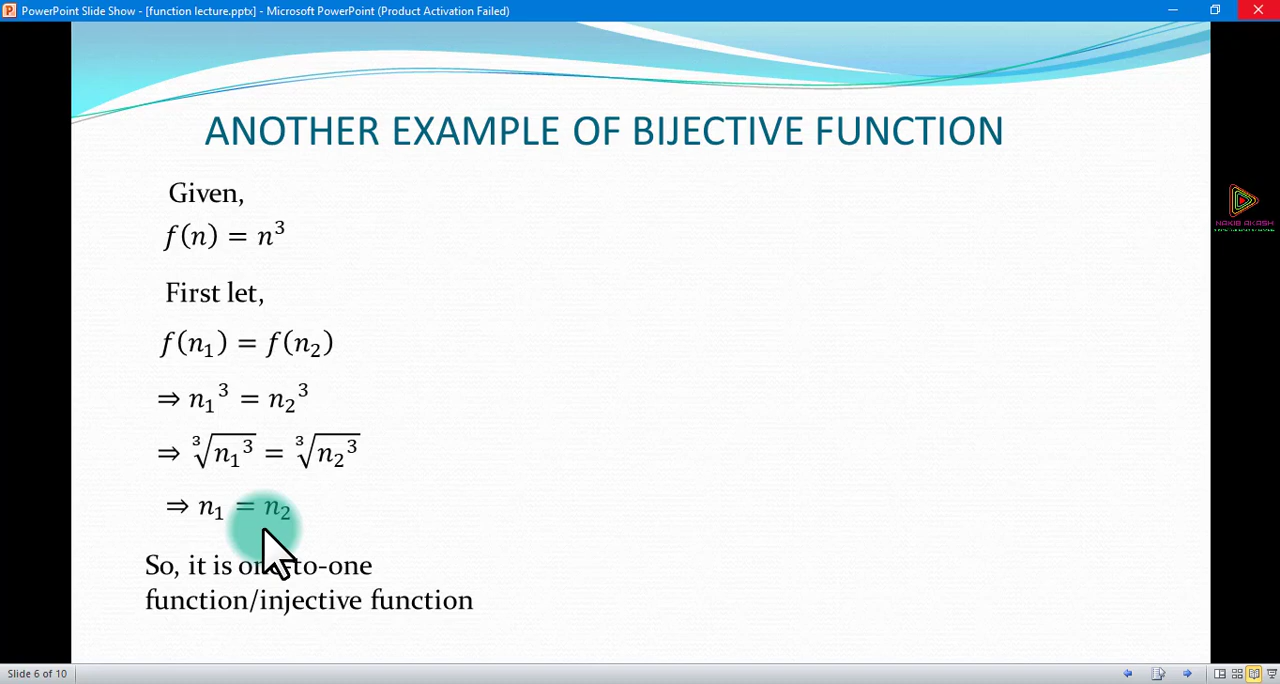 PowerPoint Slide Show - [function lecture.pptx] - Microsoft PowerPoint (Product Activation Failed)
ANOTHER EXAMPLE OF BIJECTIVE FUNCTION
Given,
f(n) = n³
First let,
f(n₁) = f(n₂)
⇒ n₁³ = n₂³
⇒ ∛n₁³ = ∛n₂³
⇒ n₁ = n₂
So, it is one-to-one
function/injective function
NAKIB AKASH
Slide 6 of 10